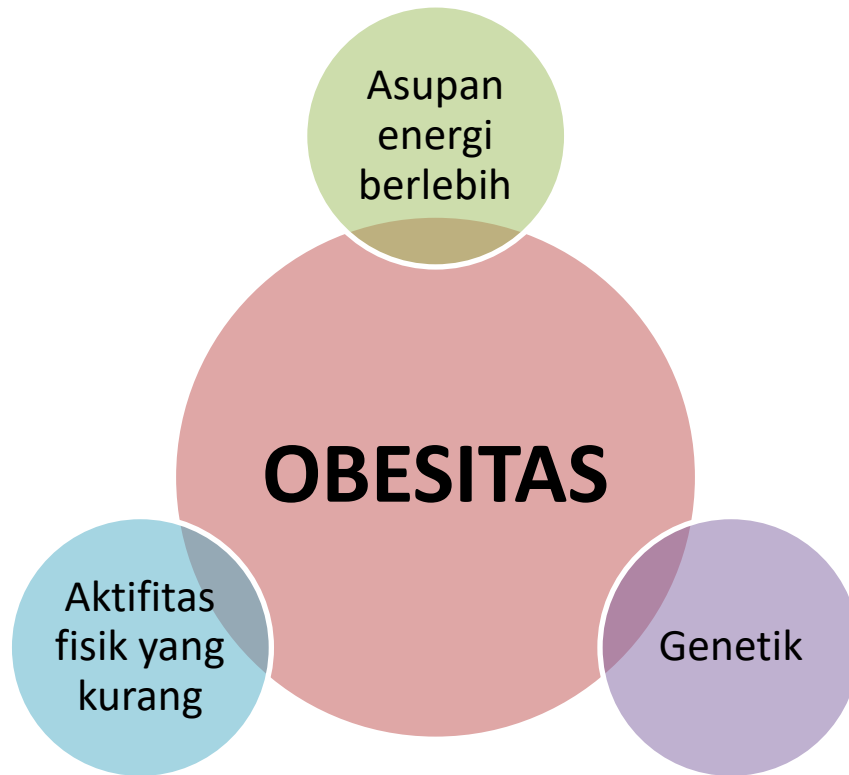 Asupan
energi
berlebih
OBESITAS
Aktifitas
fisik yang
kurang
Genetik